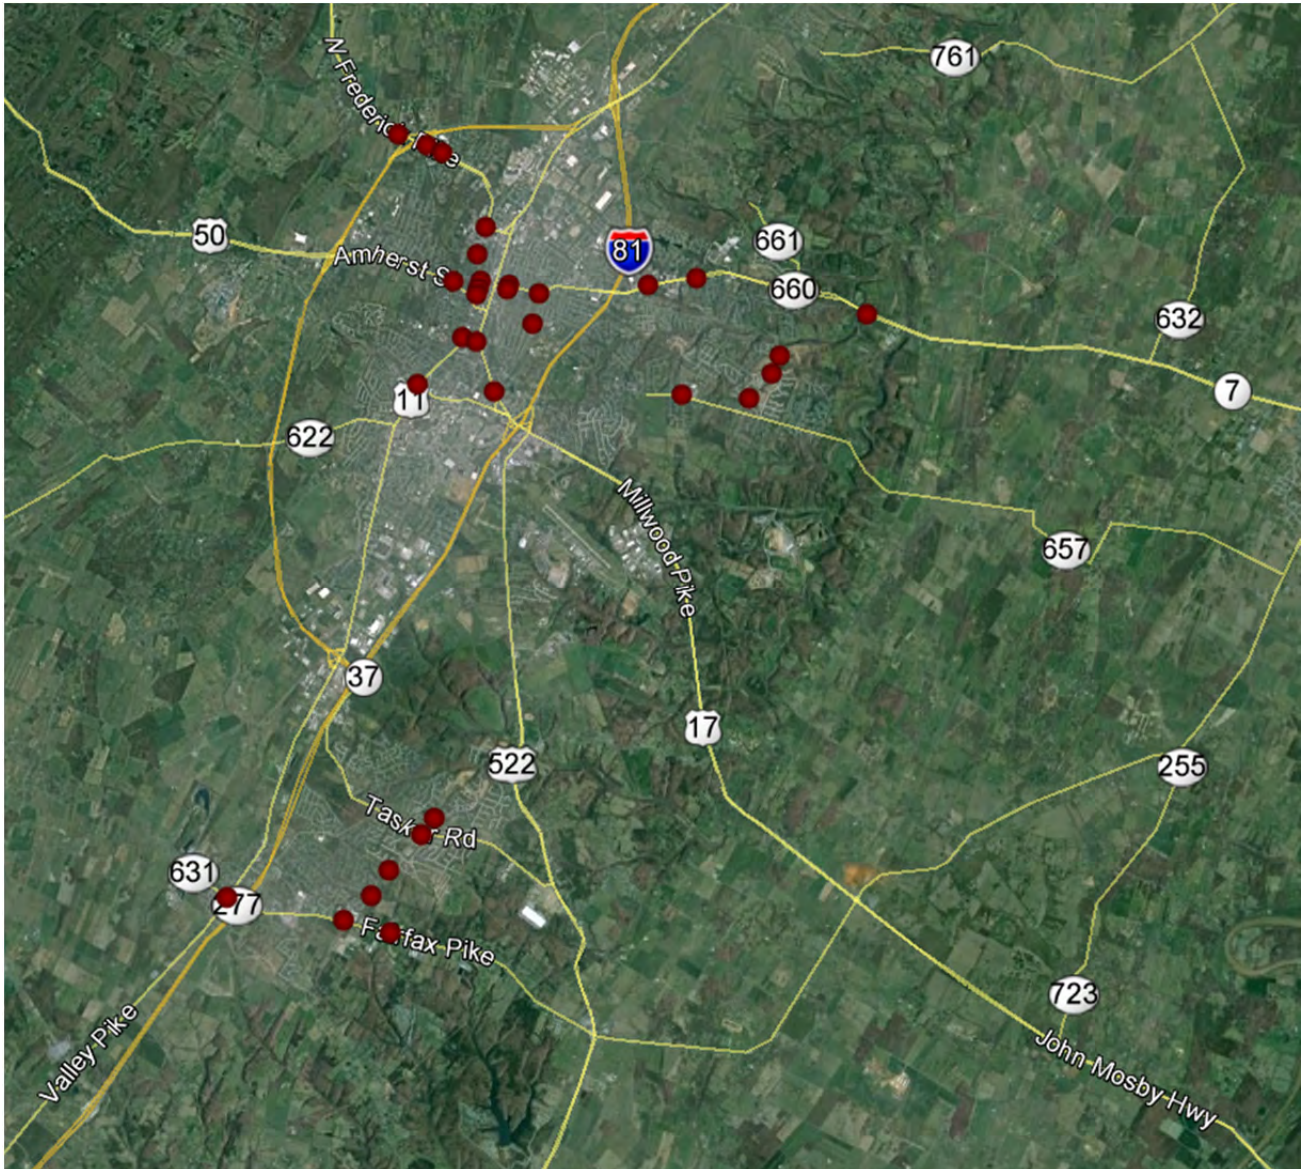 761
N Frederick Pike
50
Amherst S
81
661
660
632
7
11
622
Millwood Pike
657
37
17
522
255
Tasker Rd
631
277
Fairfax Pike
723
Valley Pike
John Mosby Hwy